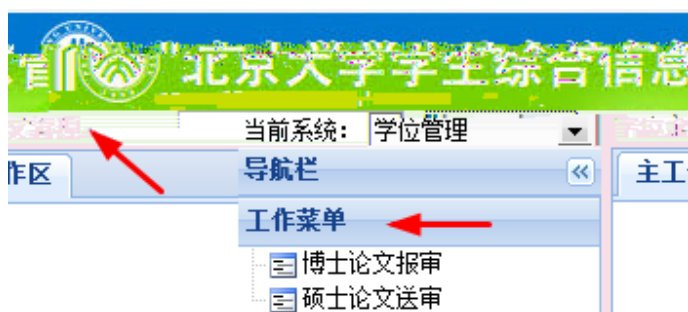 北京大学学生综合信息
当前系统： 学位管理
作区
导航栏
主工
工作菜单
博士论文报审
硕士论文送审